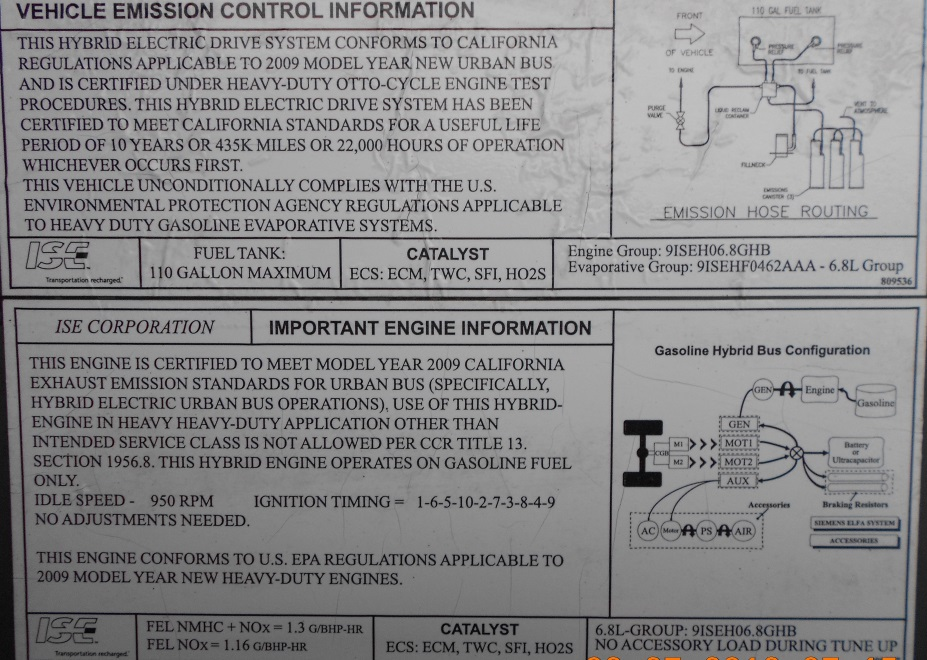 VEHICLE EMISSION CONTROL INFORMATION
THIS HYBRID ELECTRIC DRIVE SYSTEM CONFORMS TO CALIFORNIA
REGULATIONS APPLICABLE TO 2009 MODEL YEAR NEW URBAN BUS
AND IS CERTIFIED UNDER HEAVY-DUTY OTTO-CYCLE ENGINE TEST
PROCEDURES. THIS HYBRID ELECTRIC DRIVE SYSTEM HAS BEEN
CERTIFIED TO MEET CALIFORNIA STANDARDS FOR A USEFUL LIFE
PERIOD OF 10 YEARS OR 435K MILES OR 22,000 HOURS OF OPERATION
WHICHEVER OCCURS FIRST.
THIS VEHICLE UNCONDITIONALLY COMPLIES WITH THE U.S.
ENVIRONMENTAL PROTECTION AGENCY REGULATIONS APPLICABLE
TO HEAVY DUTY GASOLINE EVAPORATIVE SYSTEMS.
FRONT
OF VEHICLE
110 GAL FUEL TANK
PRESSURE
RELIEF
PRESSURE
RELIEF
TO ENGINE
TO FUEL TANK
PURGE
VALVE
LIQUID RECLAIM
CONTAINER
VENT TO
ATMOSPHERE
FILLNECK
EMISSIONS
CANISTER (3)
EMISSION HOSE ROUTING
ISE
Transportation recharged.
FUEL TANK:
110 GALLON MAXIMUM
CATALYST
ECS: ECM, TWC, SFI, HO2S
Engine Group: 9ISEH06.8GHB
Evaporative Group: 9ISEHF0462AAA - 6.8L Group
809536
ISE CORPORATION
IMPORTANT ENGINE INFORMATION
THIS ENGINE IS CERTIFIED TO MEET MODEL YEAR 2009 CALIFORNIA
EXHAUST EMISSION STANDARDS FOR URBAN BUS (SPECIFICALLY,
HYBRID ELECTRIC URBAN BUS OPERATIONS), USE OF THIS HYBRID-
ENGINE IN HEAVY HEAVY-DUTY APPLICATION OTHER THAN
INTENDED SERVICE CLASS IS NOT ALLOWED PER CCR TITLE 13.
SECTION 1956.8. THIS HYBRID ENGINE OPERATES ON GASOLINE FUEL
ONLY.
IDLE SPEED - 950 RPM IGNITION TIMING = 1-6-5-10-2-7-3-8-4-9
NO ADJUSTMENTS NEEDED.
THIS ENGINE CONFORMS TO U.S. EPA REGULATIONS APPLICABLE TO
2009 MODEL YEAR NEW HEAVY-DUTY ENGINES.
Gasoline Hybrid Bus Configuration
GEN
Engine
Gasoline
GEN
MOT1
MOT2
AUX
CGB
M1
M2
Battery
or
Ultracapacitor
Braking Resistors
Accessories
AC
Motor
PS
AIR
SIEMENS ELFA SYSTEM
ACCESSORIES
ISE
Transportation recharged.
FEL NMHC + NOx = 1.3 G/BHP-HR
FEL NOx = 1.16 G/BHP-HR
CATALYST
ECS: ECM, TWC, SFI, HO2S
6.8L-GROUP: 9ISEH06.8GHB
NO ACCESSORY LOAD DURING TUNE UP